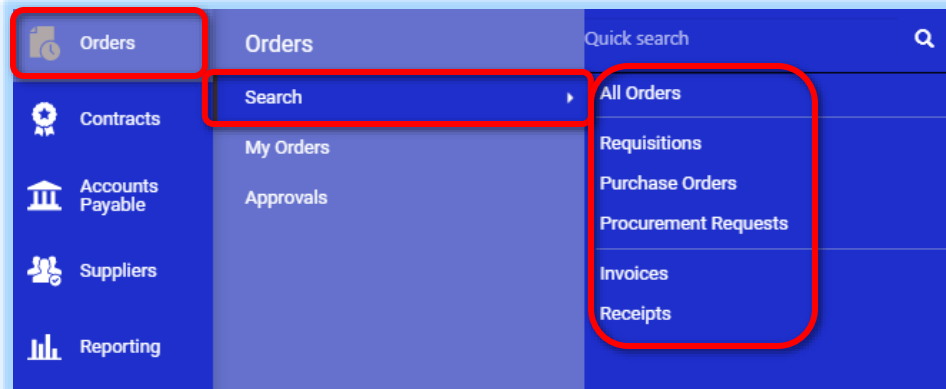 Orders
Contracts
Accounts
Payable
Suppliers
Reporting
Orders
Search
My Orders
Approvals
Quick search
All Orders
Requisitions
Purchase Orders
Procurement Requests
Invoices
Receipts